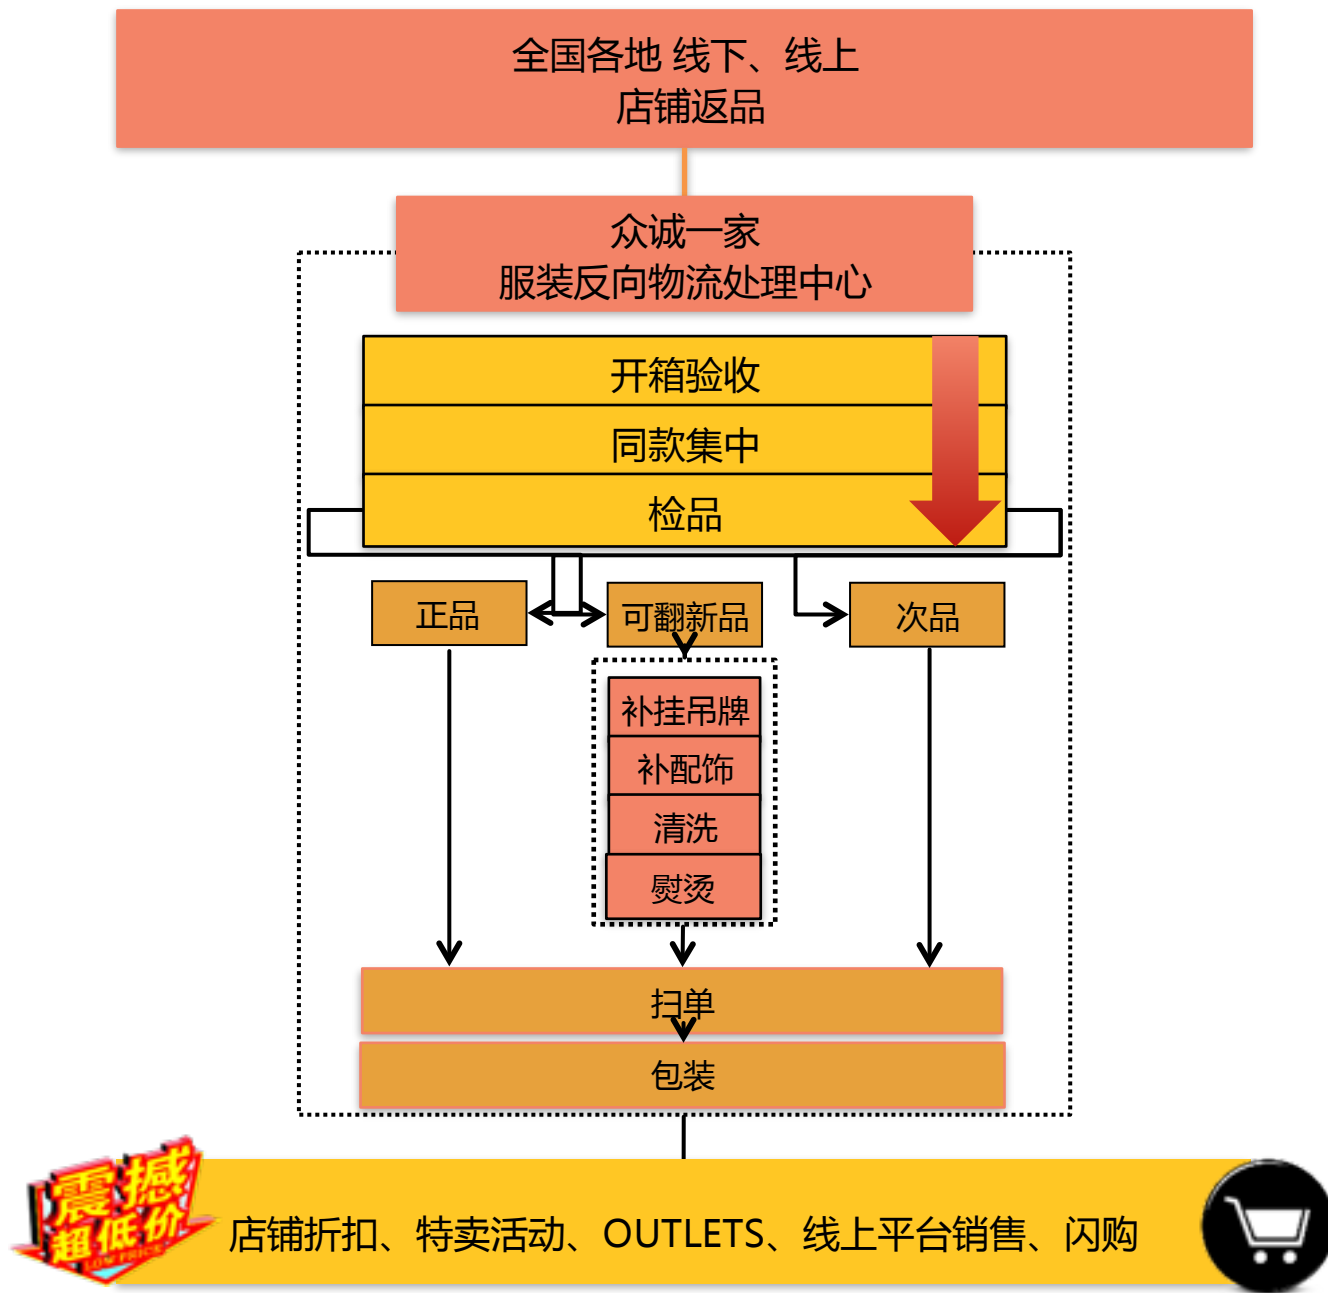 全国各地 线下、线上
店铺返品
众诚一家
服装反向物流处理中心
开箱验收
同款集中
检品
正品
可翻新品
次品
补挂吊牌
补配饰
清洗
熨烫
扫单
包装
震撼
超低价
LOW PRICE
店铺折扣、特卖活动、OUTLETS、线上平台销售、闪购